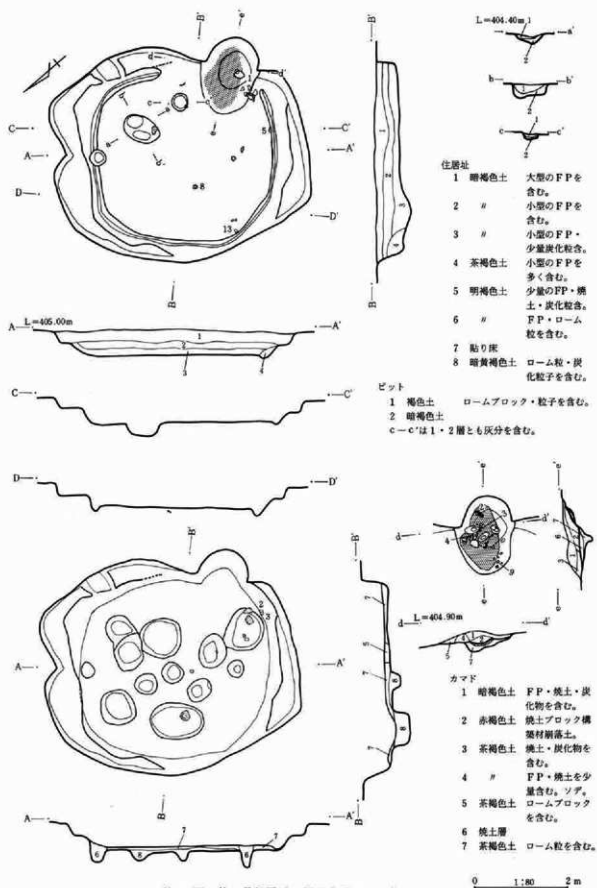 L=404.40m
住居址
1 暗褐色土 大型のFPを
含む。
2 〃 小型のFPを
含む。
3 〃 小型のFP・
少量炭化粒含。
4 茶褐色土 小型のFPを
多く含む。
5 明褐色土 少量のFP・焼
土・炭化粒含。
6 〃 FP・ローム
粒を含む。
7 貼り床
8 暗黄褐色土 ローム粒・炭
化粒子を含む。
ピット
1 褐色土 ロームブロック・粒子を含む。
2 暗褐色土
c-c'は1・2層とも灰分を含む。
L=405.00m
A
A'
B
B'
C
C'
D
D'
L=404.90m
d
d'
e
e'
カマド
1 暗褐色土 FP・焼土・炭
化物を含む。
2 赤褐色土 焼土ブロック構
築材崩落土。
3 茶褐色土 焼土・炭化物を
含む。
4 〃 FP・焼土を少
量含む。ソデ。
5 茶褐色土 ロームブロック
を含む。
6 焼土層
7 茶褐色土 ローム粒を含む。
0 1:80 2m